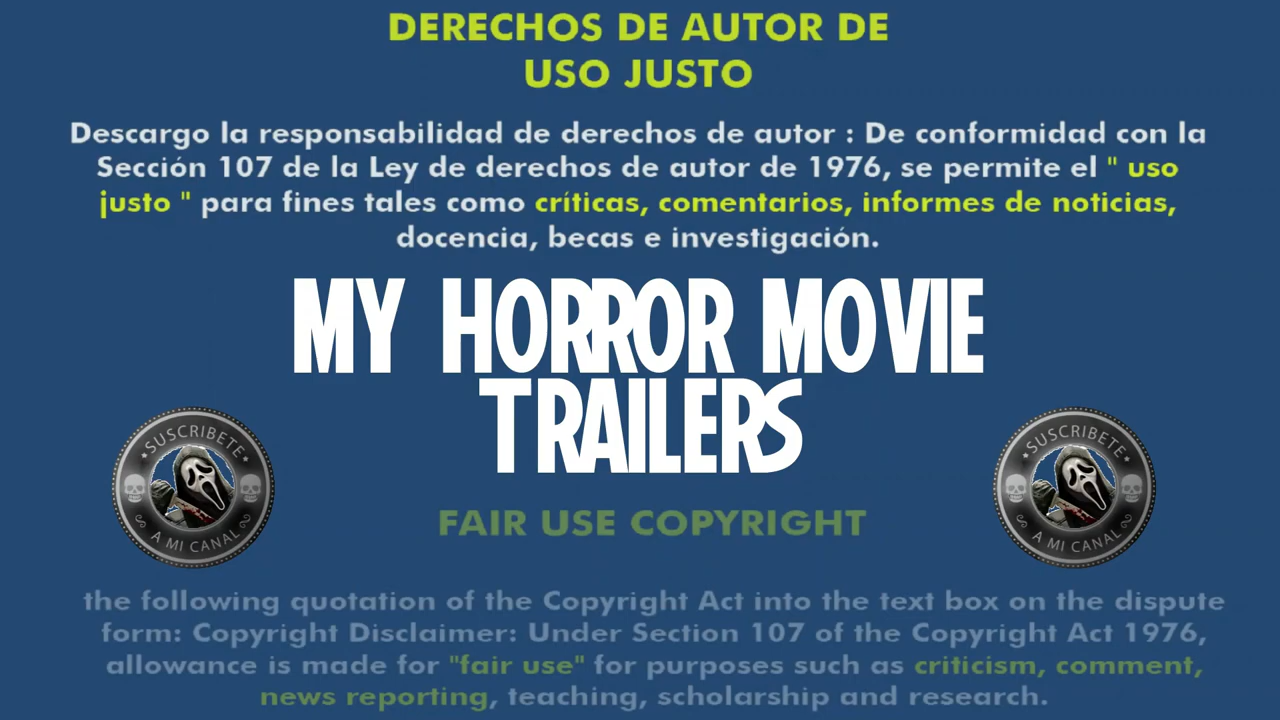 DERECHOS DE AUTOR DE
USO JUSTO
Descargo la responsabilidad de derechos de autor : De conformidad con la
Sección 107 de la Ley de derechos de autor de 1976, se permite el " uso
justo " para fines tales como críticas, comentarios, informes de noticias,
docencia, becas e investigación.
MY HORROR MOVIE
TRAILERS
SUSCRIBETE
A MI CANAL
SUSCRIBETE
A MI CANAL
FAIR USE COPYRIGHT
the following quotation of the Copyright Act into the text box on the dispute
form: Copyright Disclaimer: Under Section 107 of the Copyright Act 1976,
allowance is made for "fair use" for purposes such as criticism, comment,
news reporting, teaching, scholarship and research.